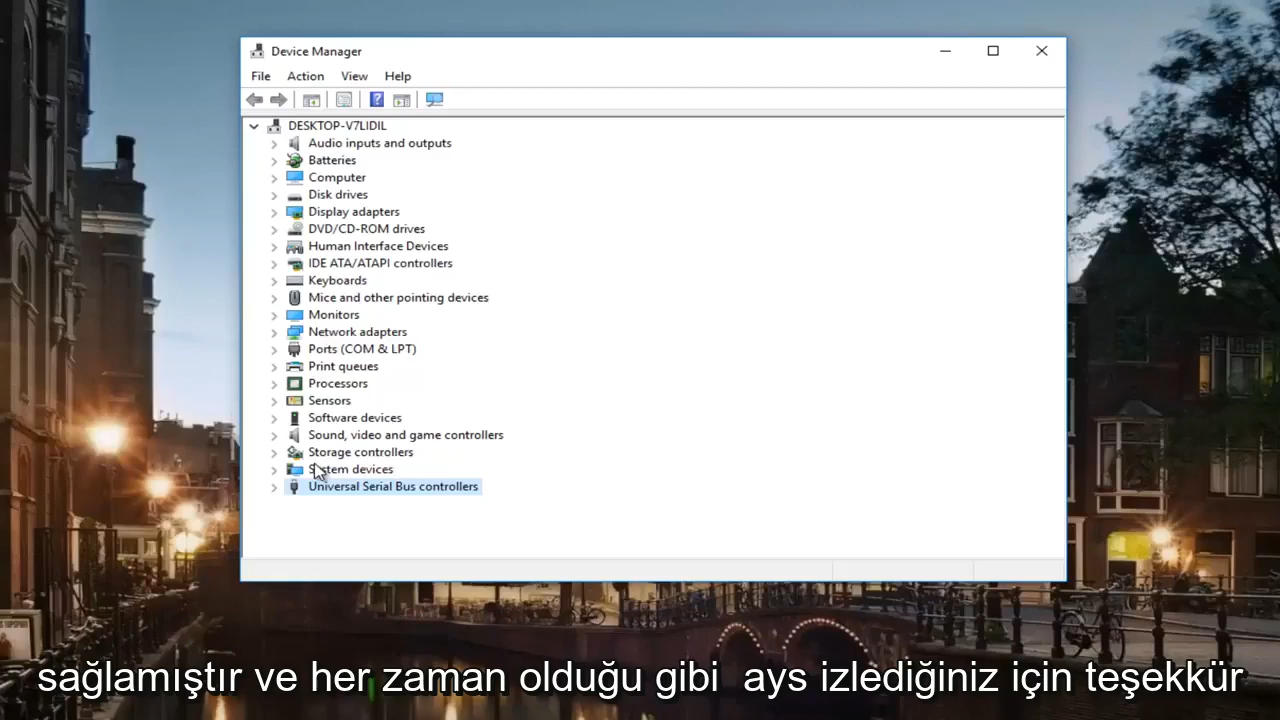 Device Manager
File Action View Help
DESKTOP-V7LIDIL
Audio inputs and outputs
Batteries
Computer
Disk drives
Display adapters
DVD/CD-ROM drives
Human Interface Devices
IDE ATA/ATAPI controllers
Keyboards
Mice and other pointing devices
Monitors
Network adapters
Ports (COM & LPT)
Print queues
Processors
Sensors
Software devices
Sound, video and game controllers
Storage controllers
System devices
Universal Serial Bus controllers
sağlamıştır ve her zaman olduğu gibi ays izlediğiniz için teşekkür